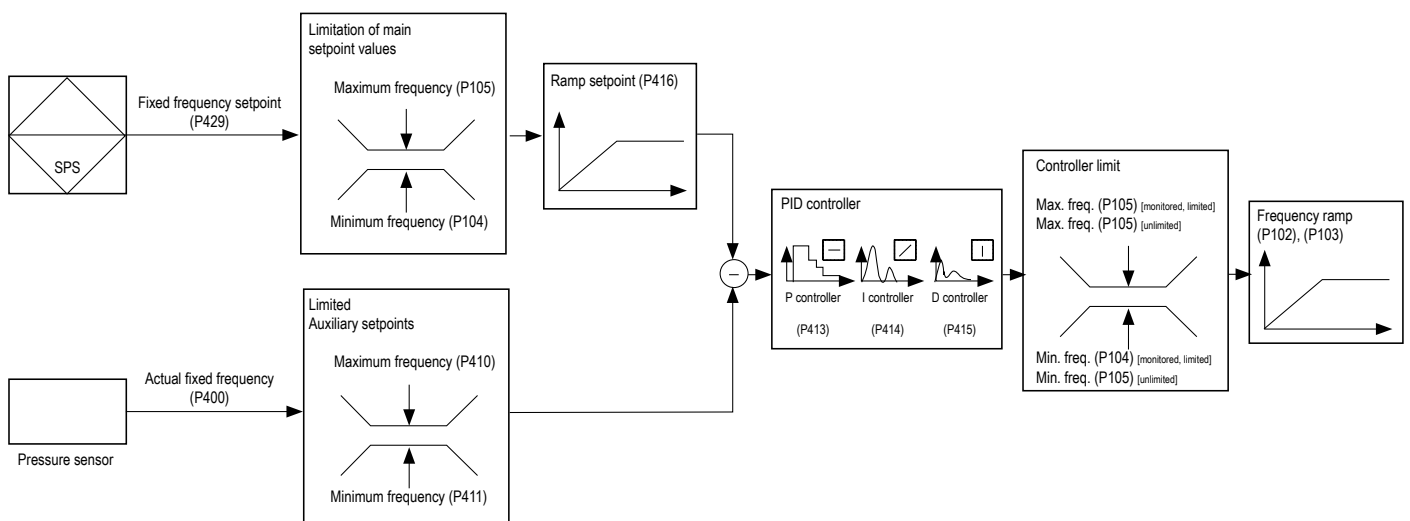 SPS
Fixed frequency setpoint
(P429)
Limitation of main
setpoint values
Maximum frequency (P105)
Minimum frequency (P104)
Ramp setpoint (P416)
Pressure sensor
Actual fixed frequency
(P400)
Limited
Auxiliary setpoints
Maximum frequency (P410)
Minimum frequency (P411)
PID controller
P controller
(P413)
I controller
(P414)
D controller
(P415)
Controller limit
Max. freq. (P105) [monitored, limited]
Max. freq. (P105) [unlimited]
Min. freq. (P104) [monitored, limited]
Min. freq. (P105) [unlimited]
Frequency ramp
(P102), (P103)